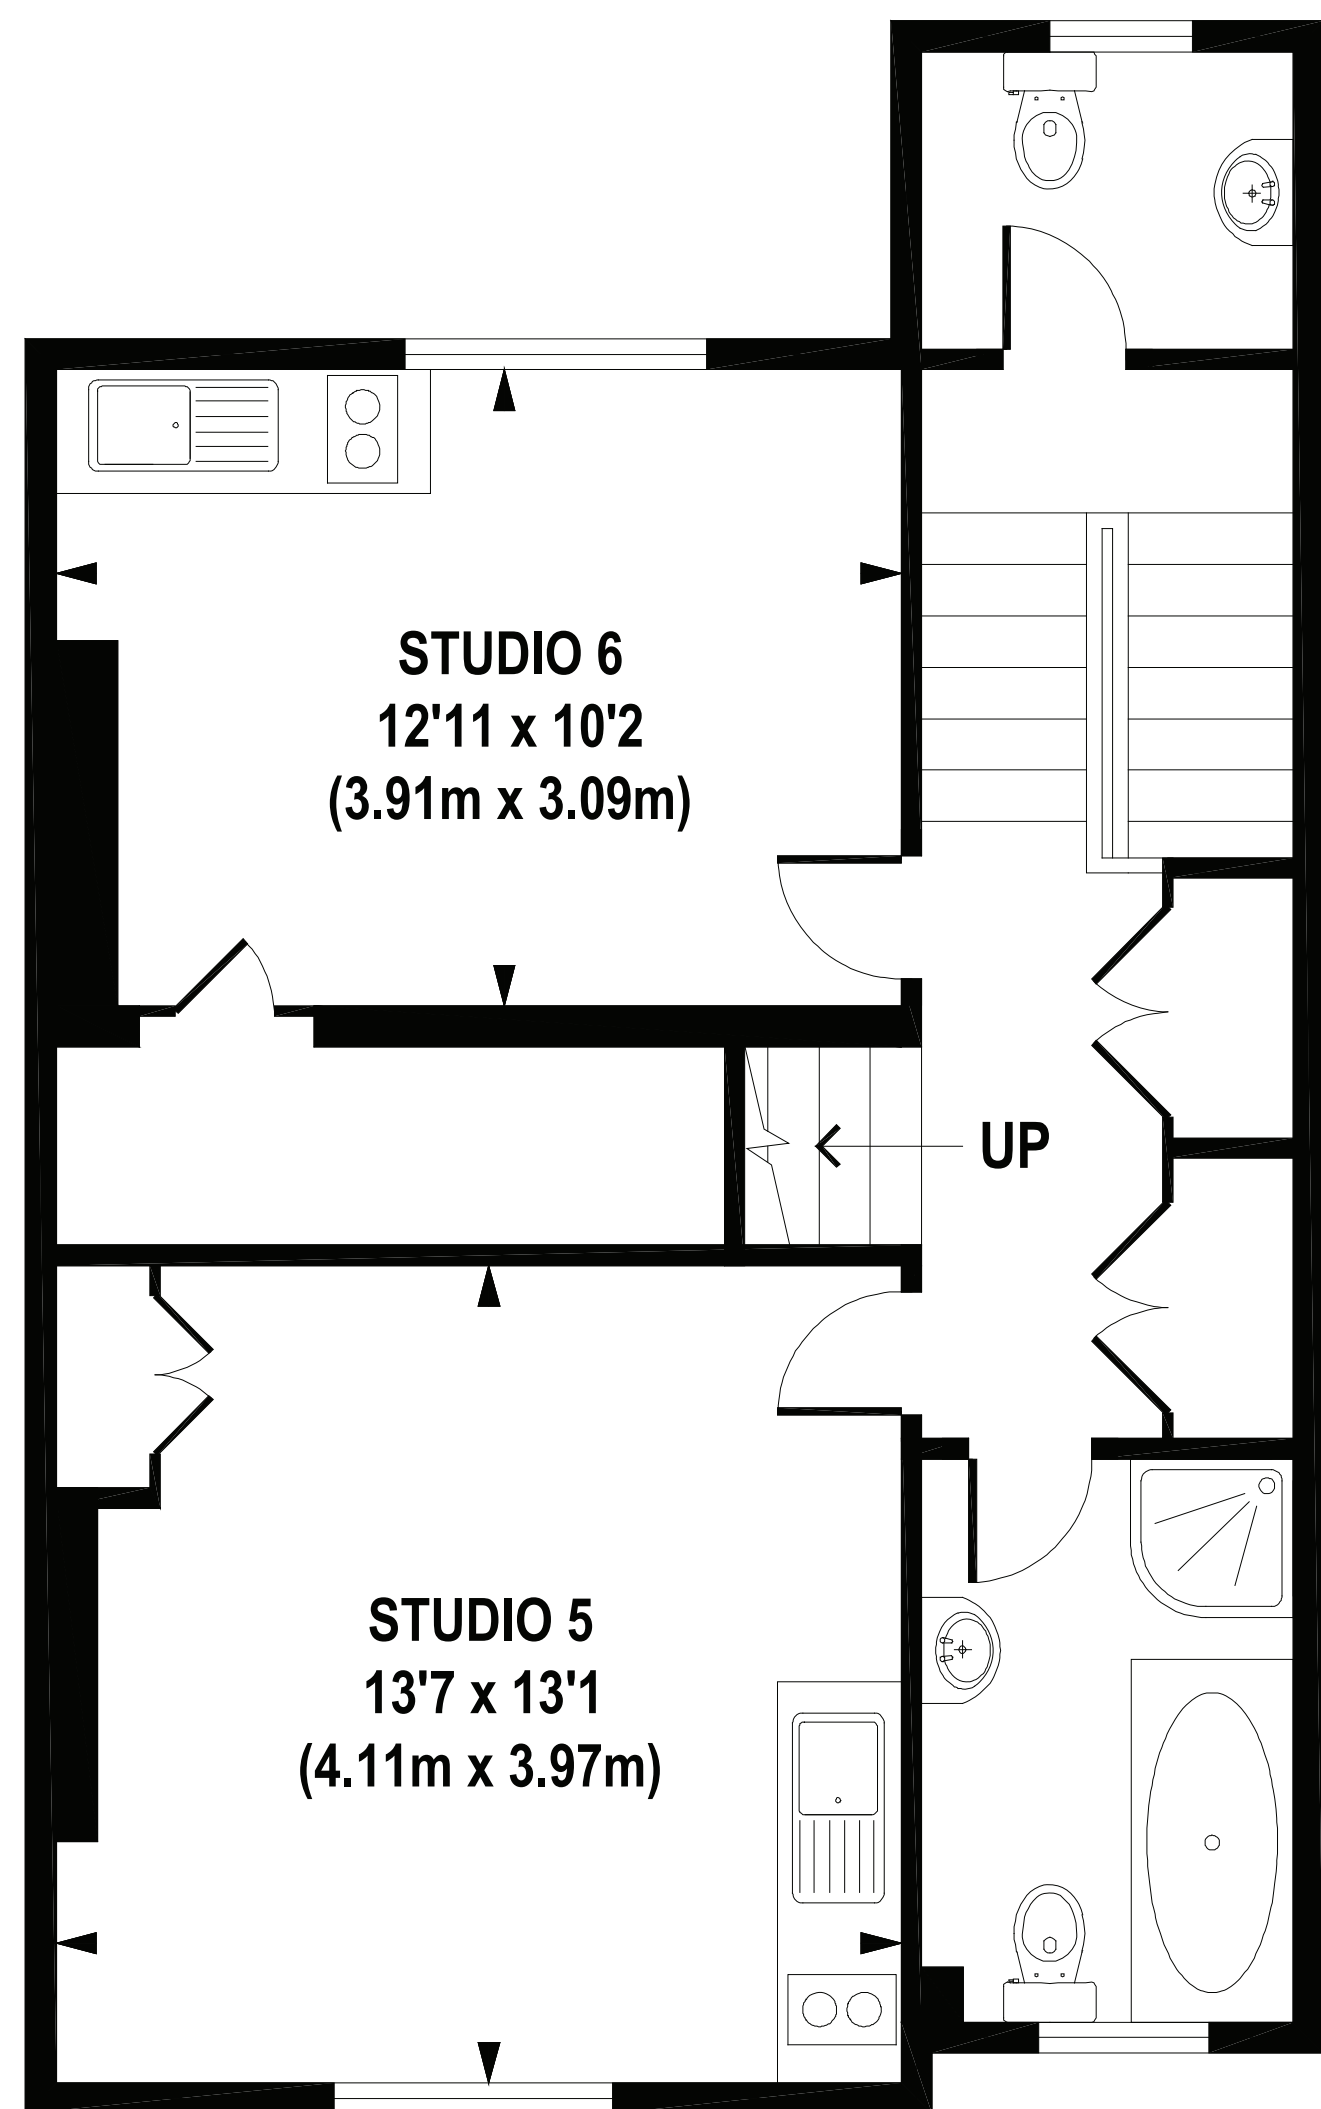 STUDIO 6
12'11 x 10'2
(3.91m x 3.09m)
UP
STUDIO 5
13'7 x 13'1
(4.11m x 3.97m)